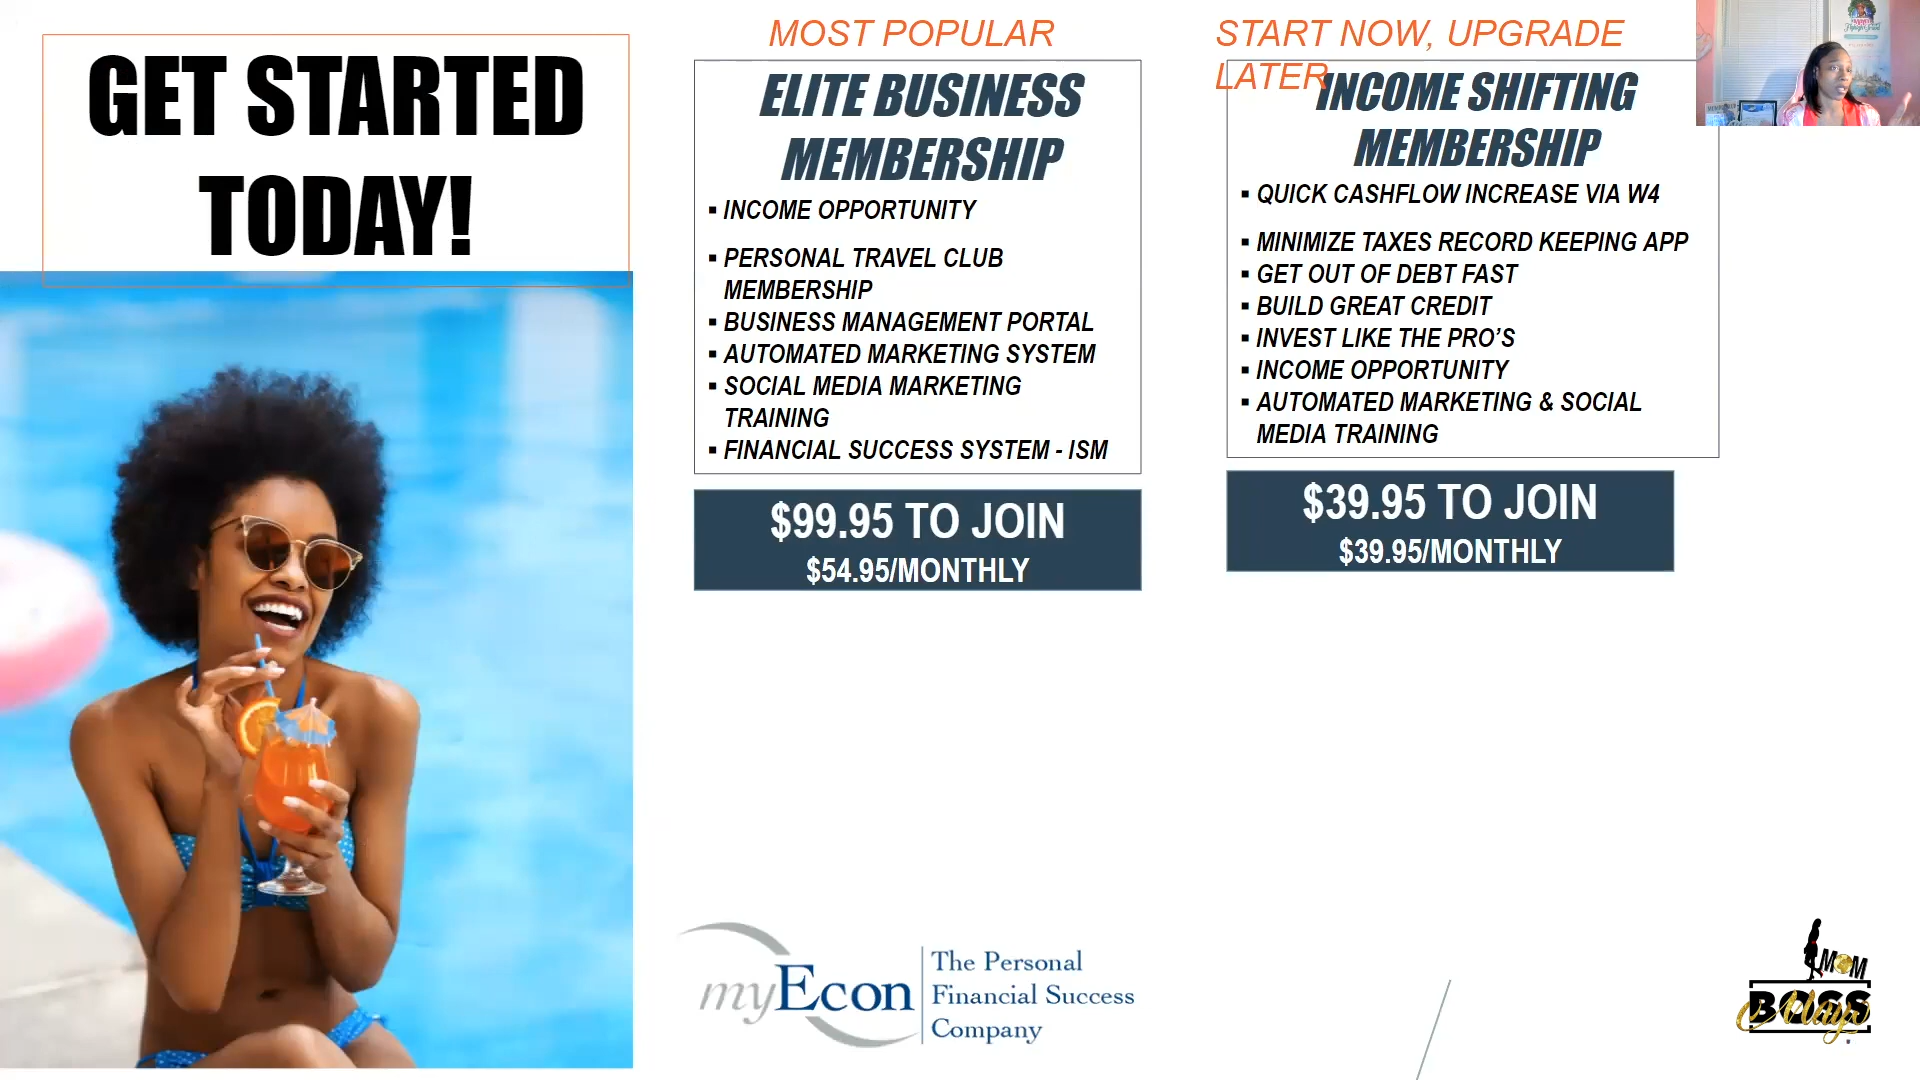 GET STARTED
TODAY!
MOST POPULAR
ELITE BUSINESS
MEMBERSHIP
▪ INCOME OPPORTUNITY
▪ PERSONAL TRAVEL CLUB
MEMBERSHIP
▪ BUSINESS MANAGEMENT PORTAL
▪ AUTOMATED MARKETING SYSTEM
▪ SOCIAL MEDIA MARKETING
TRAINING
▪ FINANCIAL SUCCESS SYSTEM - ISM
$99.95 TO JOIN
$54.95/MONTHLY
START NOW, UPGRADE
LATER
INCOME SHIFTING
MEMBERSHIP
▪ QUICK CASHFLOW INCREASE VIA W4
▪ MINIMIZE TAXES RECORD KEEPING APP
▪ GET OUT OF DEBT FAST
▪ BUILD GREAT CREDIT
▪ INVEST LIKE THE PRO’S
▪ INCOME OPPORTUNITY
▪ AUTOMATED MARKETING & SOCIAL
MEDIA TRAINING
$39.95 TO JOIN
$39.95/MONTHLY
myEcon
The Personal
Financial Success
Company
MOM
BOSS